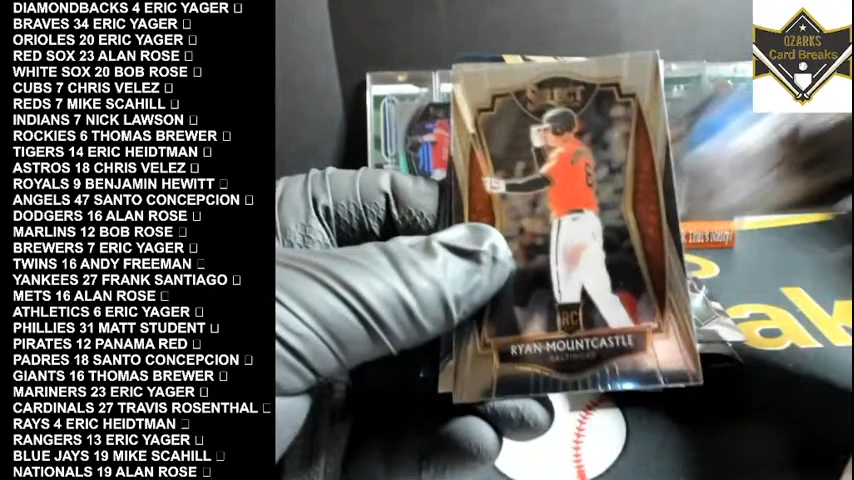 DIAMONDBACKS 4 ERIC YAGER □
BRAVES 34 ERIC YAGER □
ORIOLES 20 ERIC YAGER □
RED SOX 23 ALAN ROSE □
WHITE SOX 20 BOB ROSE □
CUBS 7 CHRIS VELEZ □
REDS 7 MIKE SCAHILL □
INDIANS 7 NICK LAWSON □
ROCKIES 6 THOMAS BREWER □
TIGERS 14 ERIC HEIDTMAN □
ASTROS 18 CHRIS VELEZ □
ROYALS 9 BENJAMIN HEWITT □
ANGELS 47 SANTO CONCEPCION □
DODGERS 16 ALAN ROSE □
MARLINS 12 BOB ROSE □
BREWERS 7 ERIC YAGER □
TWINS 16 ANDY FREEMAN □
YANKEES 27 FRANK SANTIAGO □
METS 16 ALAN ROSE □
ATHLETICS 6 ERIC YAGER □
PHILLIES 31 MATT STUDENT □
PIRATES 12 PANAMA RED □
PADRES 18 SANTO CONCEPCION □
GIANTS 16 THOMAS BREWER □
MARINERS 23 ERIC YAGER □
CARDINALS 27 TRAVIS ROSENTHAL □
RAYS 4 ERIC HEIDTMAN □
RANGERS 13 ERIC YAGER □
BLUE JAYS 19 MIKE SCAHILL □
NATIONALS 19 ALAN ROSE □
OZARKS
Card Breaks
SELECT
6
RC
RYAN MOUNTCASTLE
BALTIMORE
eak